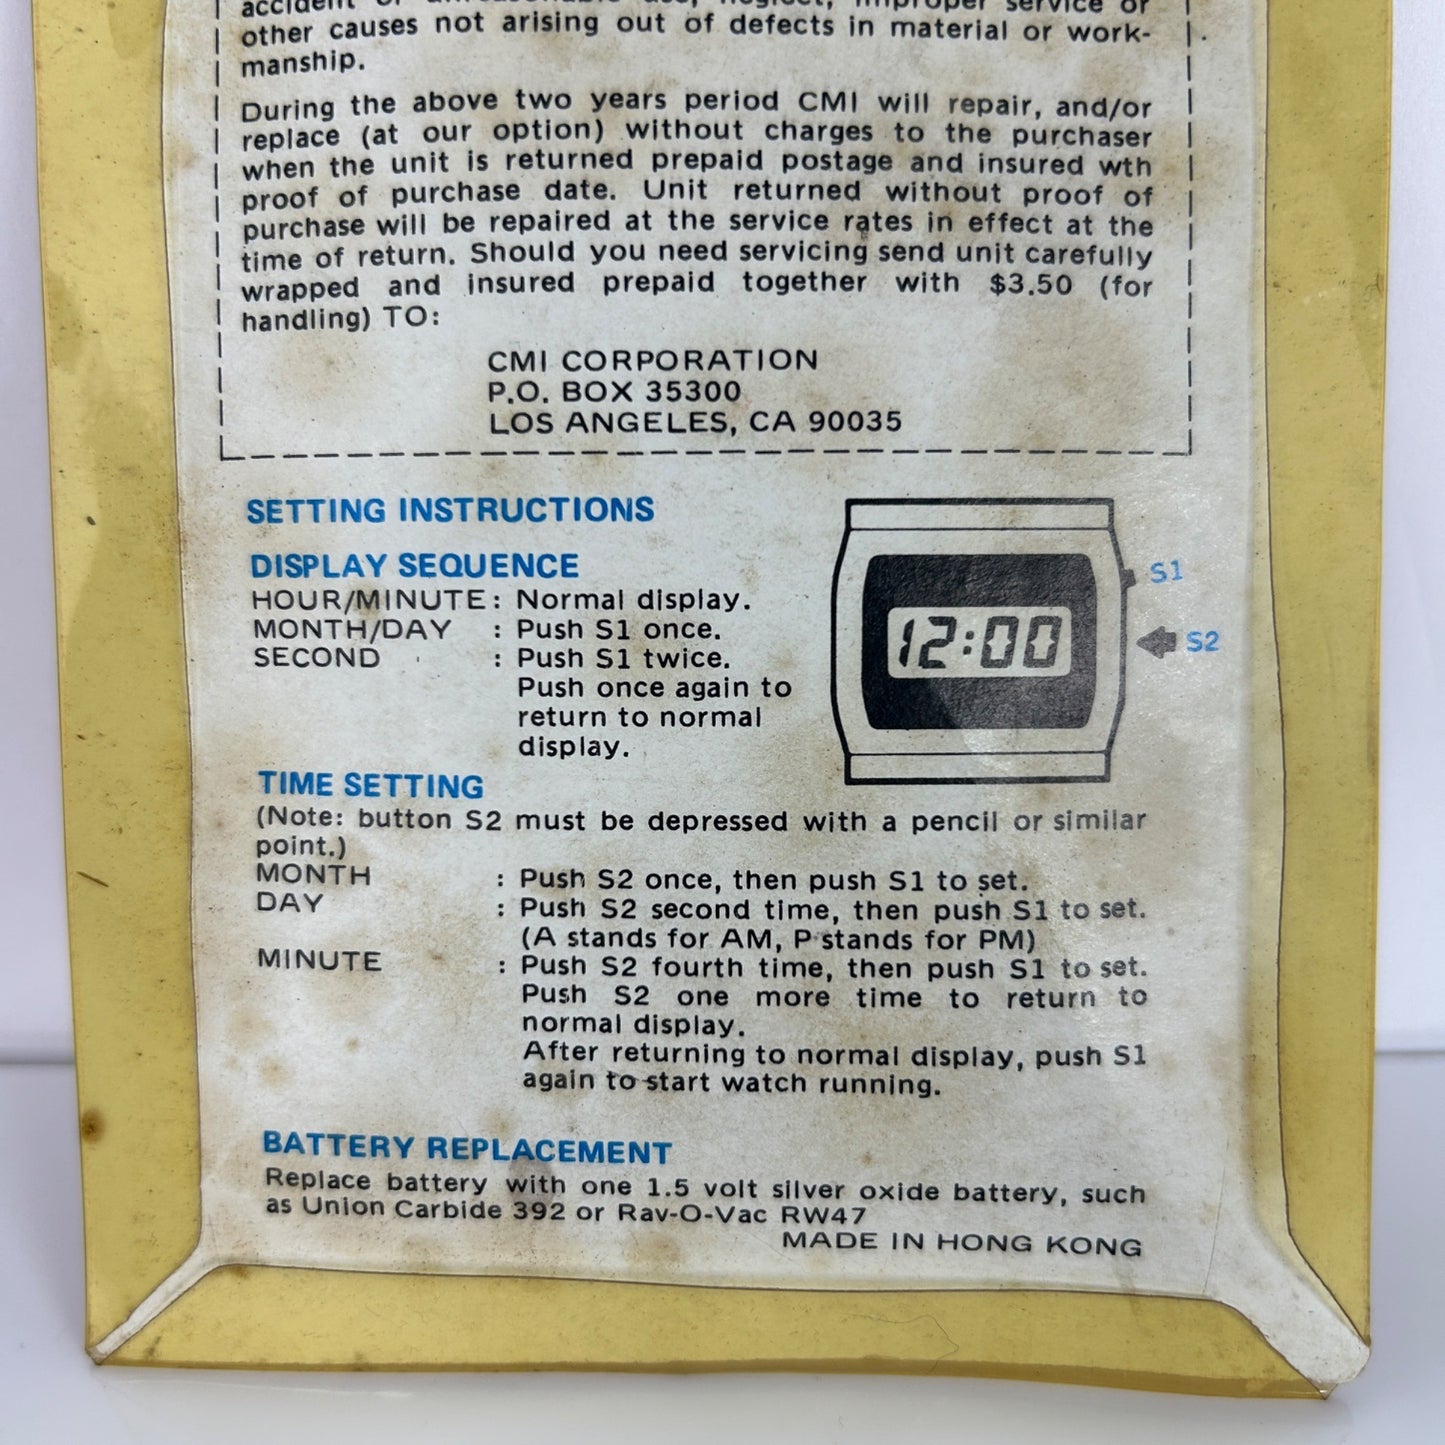 accident or unreasonable use, neglect, improper service or
other causes not arising out of defects in material or work-
manship.
During the above two years period CMI will repair, and/or
replace (at our option) without charges to the purchaser
when the unit is returned prepaid postage and insured wth
proof of purchase date. Unit returned without proof of
purchase will be repaired at the service rates in effect at the
time of return. Should you need servicing send unit carefully
wrapped and insured prepaid together with $3.50 (for
handling) TO:
CMI CORPORATION
P.O. BOX 35300
LOS ANGELES, CA 90035
SETTING INSTRUCTIONS
DISPLAY SEQUENCE
HOUR/MINUTE : Normal display.
MONTH/DAY : Push S1 once.
SECOND : Push S1 twice.
Push once again to
return to normal
display.
S1
S2
12:00
TIME SETTING
(Note: button S2 must be depressed with a pencil or similar
point.)
MONTH : Push S2 once, then push S1 to set.
DAY : Push S2 second time, then push S1 to set.
(A stands for AM, P stands for PM)
MINUTE : Push S2 fourth time, then push S1 to set.
Push S2 one more time to return to
normal display.
After returning to normal display, push S1
again to start watch running.
BATTERY REPLACEMENT
Replace battery with one 1.5 volt silver oxide battery, such
as Union Carbide 392 or Rav-O-Vac RW47
MADE IN HONG KONG